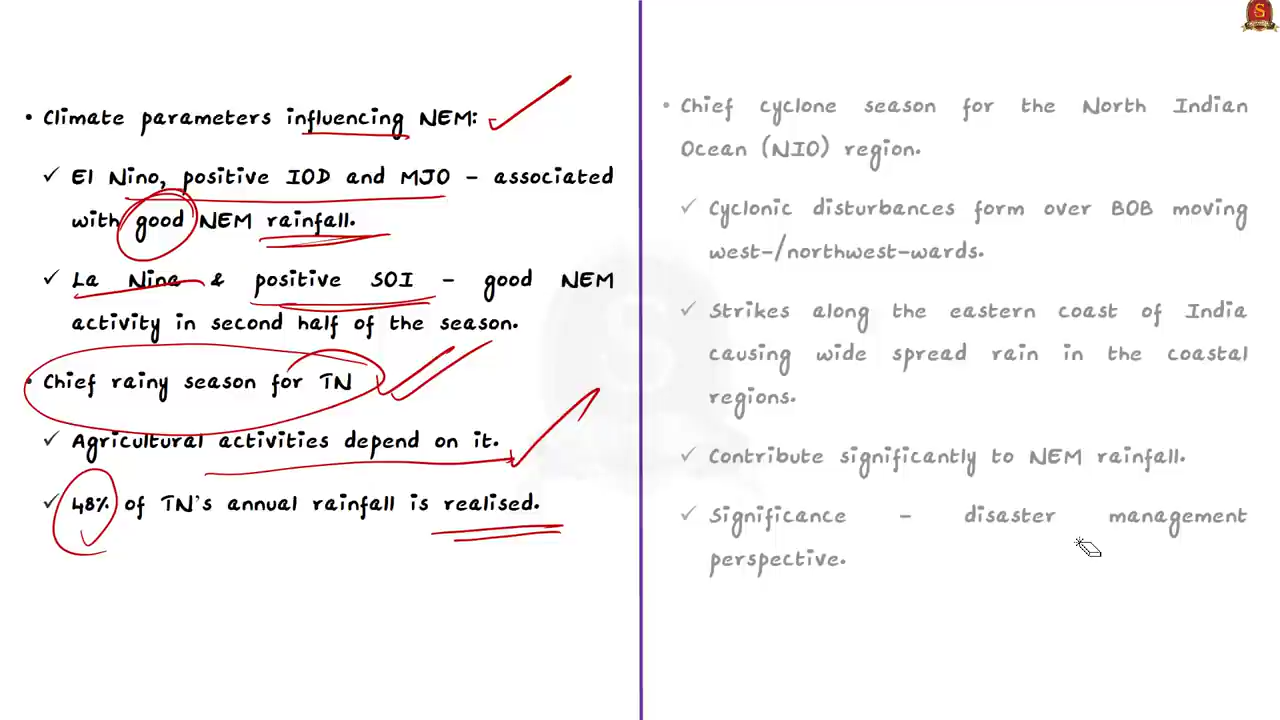 • Climate parameters influencing NEM:
✓ El Nino, positive IOD and MJO - associated
with good NEM rainfall.
✓ La Nina & positive SOI - good NEM
activity in second half of the season.
• Chief rainy season for TN
✓ Agricultural activities depend on it.
✓ 48% of TN's annual rainfall is realised.
• Chief cyclone season for the North Indian
Ocean (NIO) region.
✓ Cyclonic disturbances form over BOB moving
west-/northwest-wards.
✓ Strikes along the eastern coast of India
causing wide spread rain in the coastal
regions.
✓ Contribute significantly to NEM rainfall.
✓ Significance - disaster management
perspective.
S